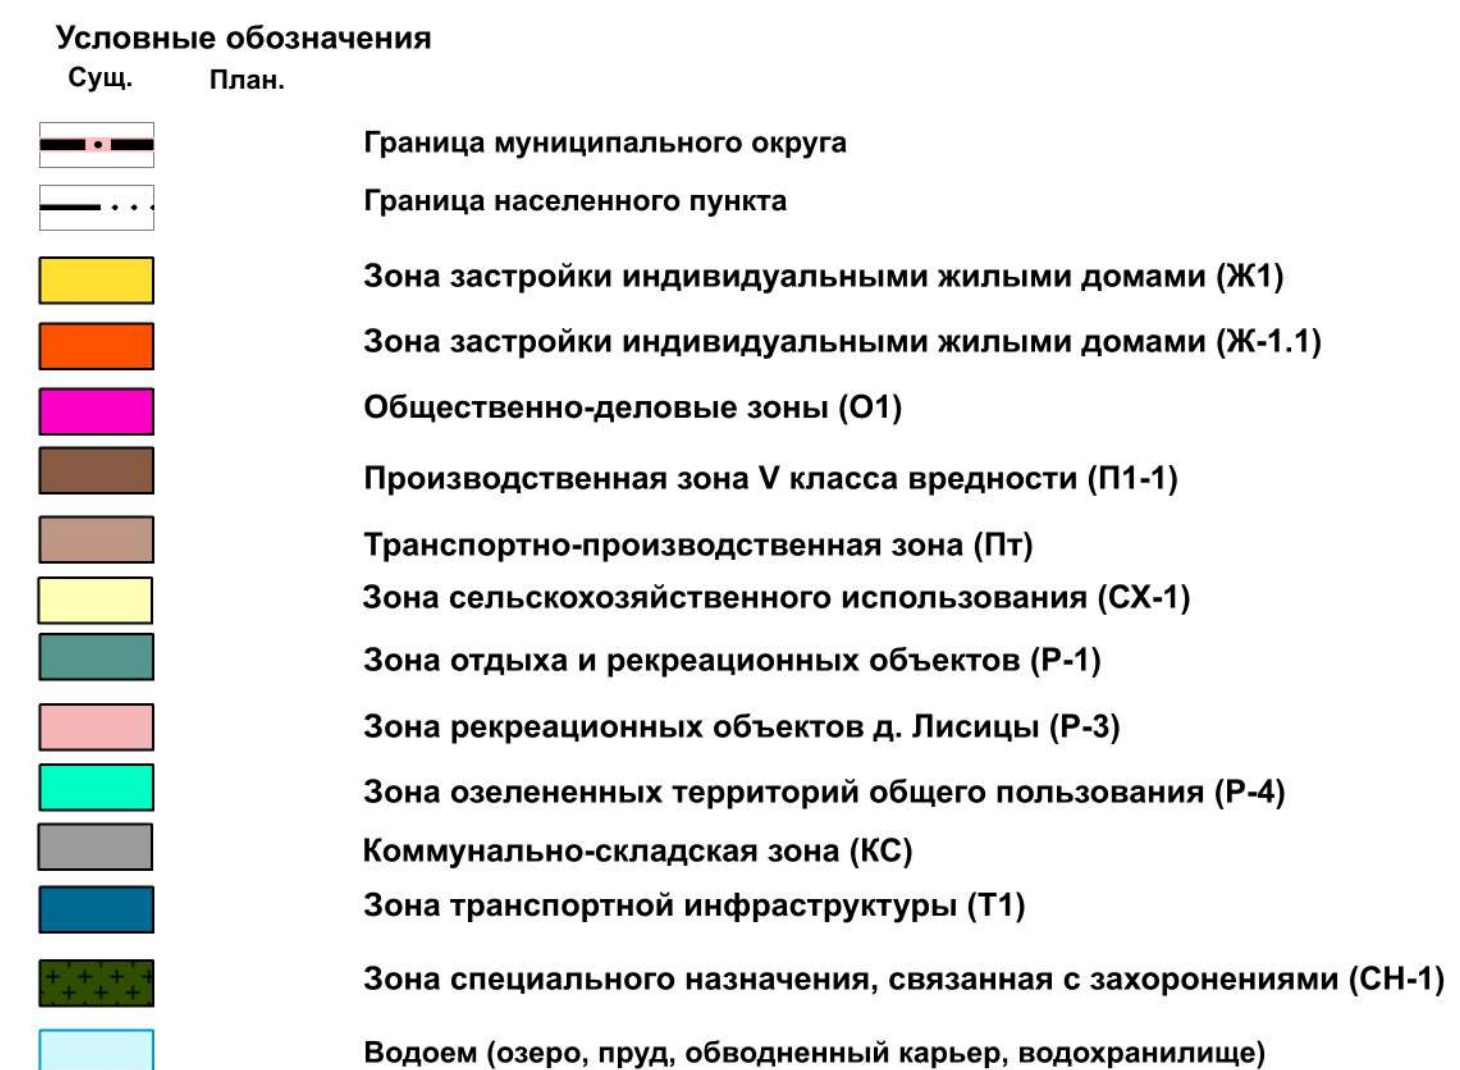 Условные обозначения
Сущ. План.
Граница муниципального округа
Граница населенного пункта
Зона застройки индивидуальными жилыми домами (Ж1)
Зона застройки индивидуальными жилыми домами (Ж-1.1)
Общественно-деловые зоны (О1)
Производственная зона V класса вредности (П1-1)
Транспортно-производственная зона (Пт)
Зона сельскохозяйственного использования (СХ-1)
Зона отдыха и рекреационных объектов (Р-1)
Зона рекреационных объектов д. Лисицы (Р-3)
Зона озелененных территорий общего пользования (Р-4)
Коммунально-складская зона (КС)
Зона транспортной инфраструктуры (Т1)
Зона специального назначения, связанная с захоронениями (СН-1)
Водоем (озеро, пруд, обводненный карьер, водохранилище)